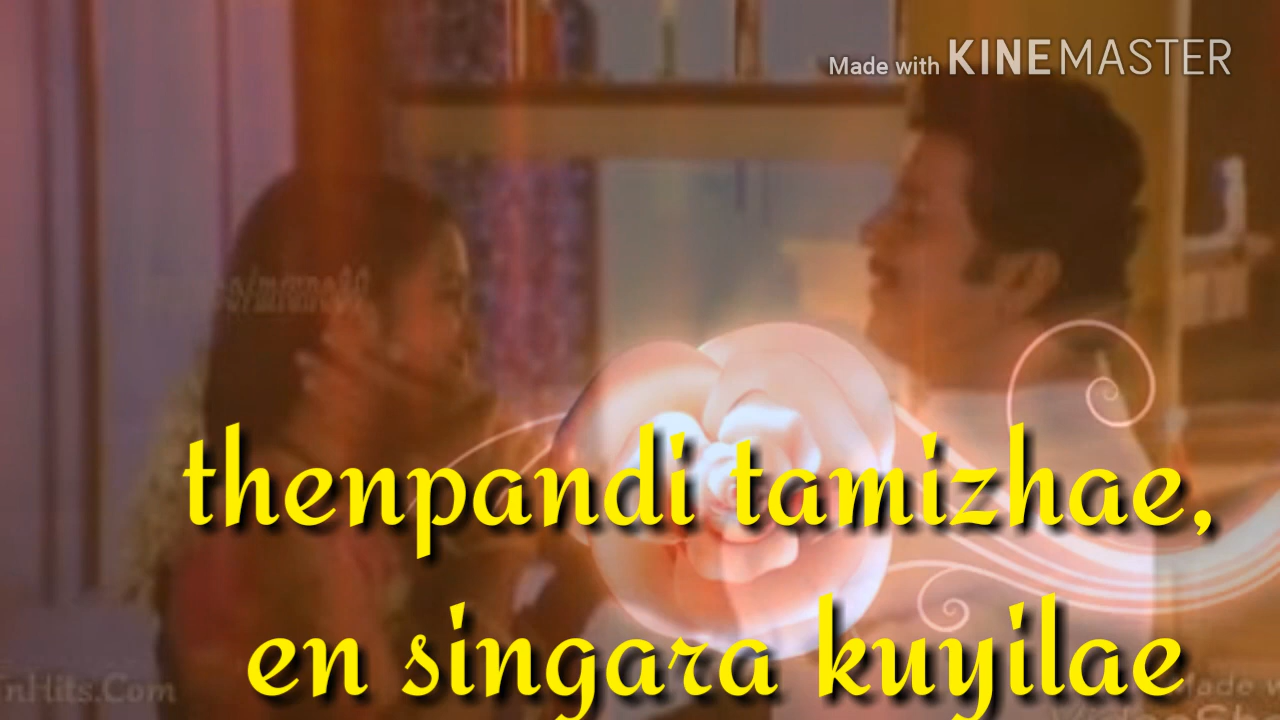 Made with KINEMASTER
thenpandi tamizhae,
en singara kuyilae
nHits.Com